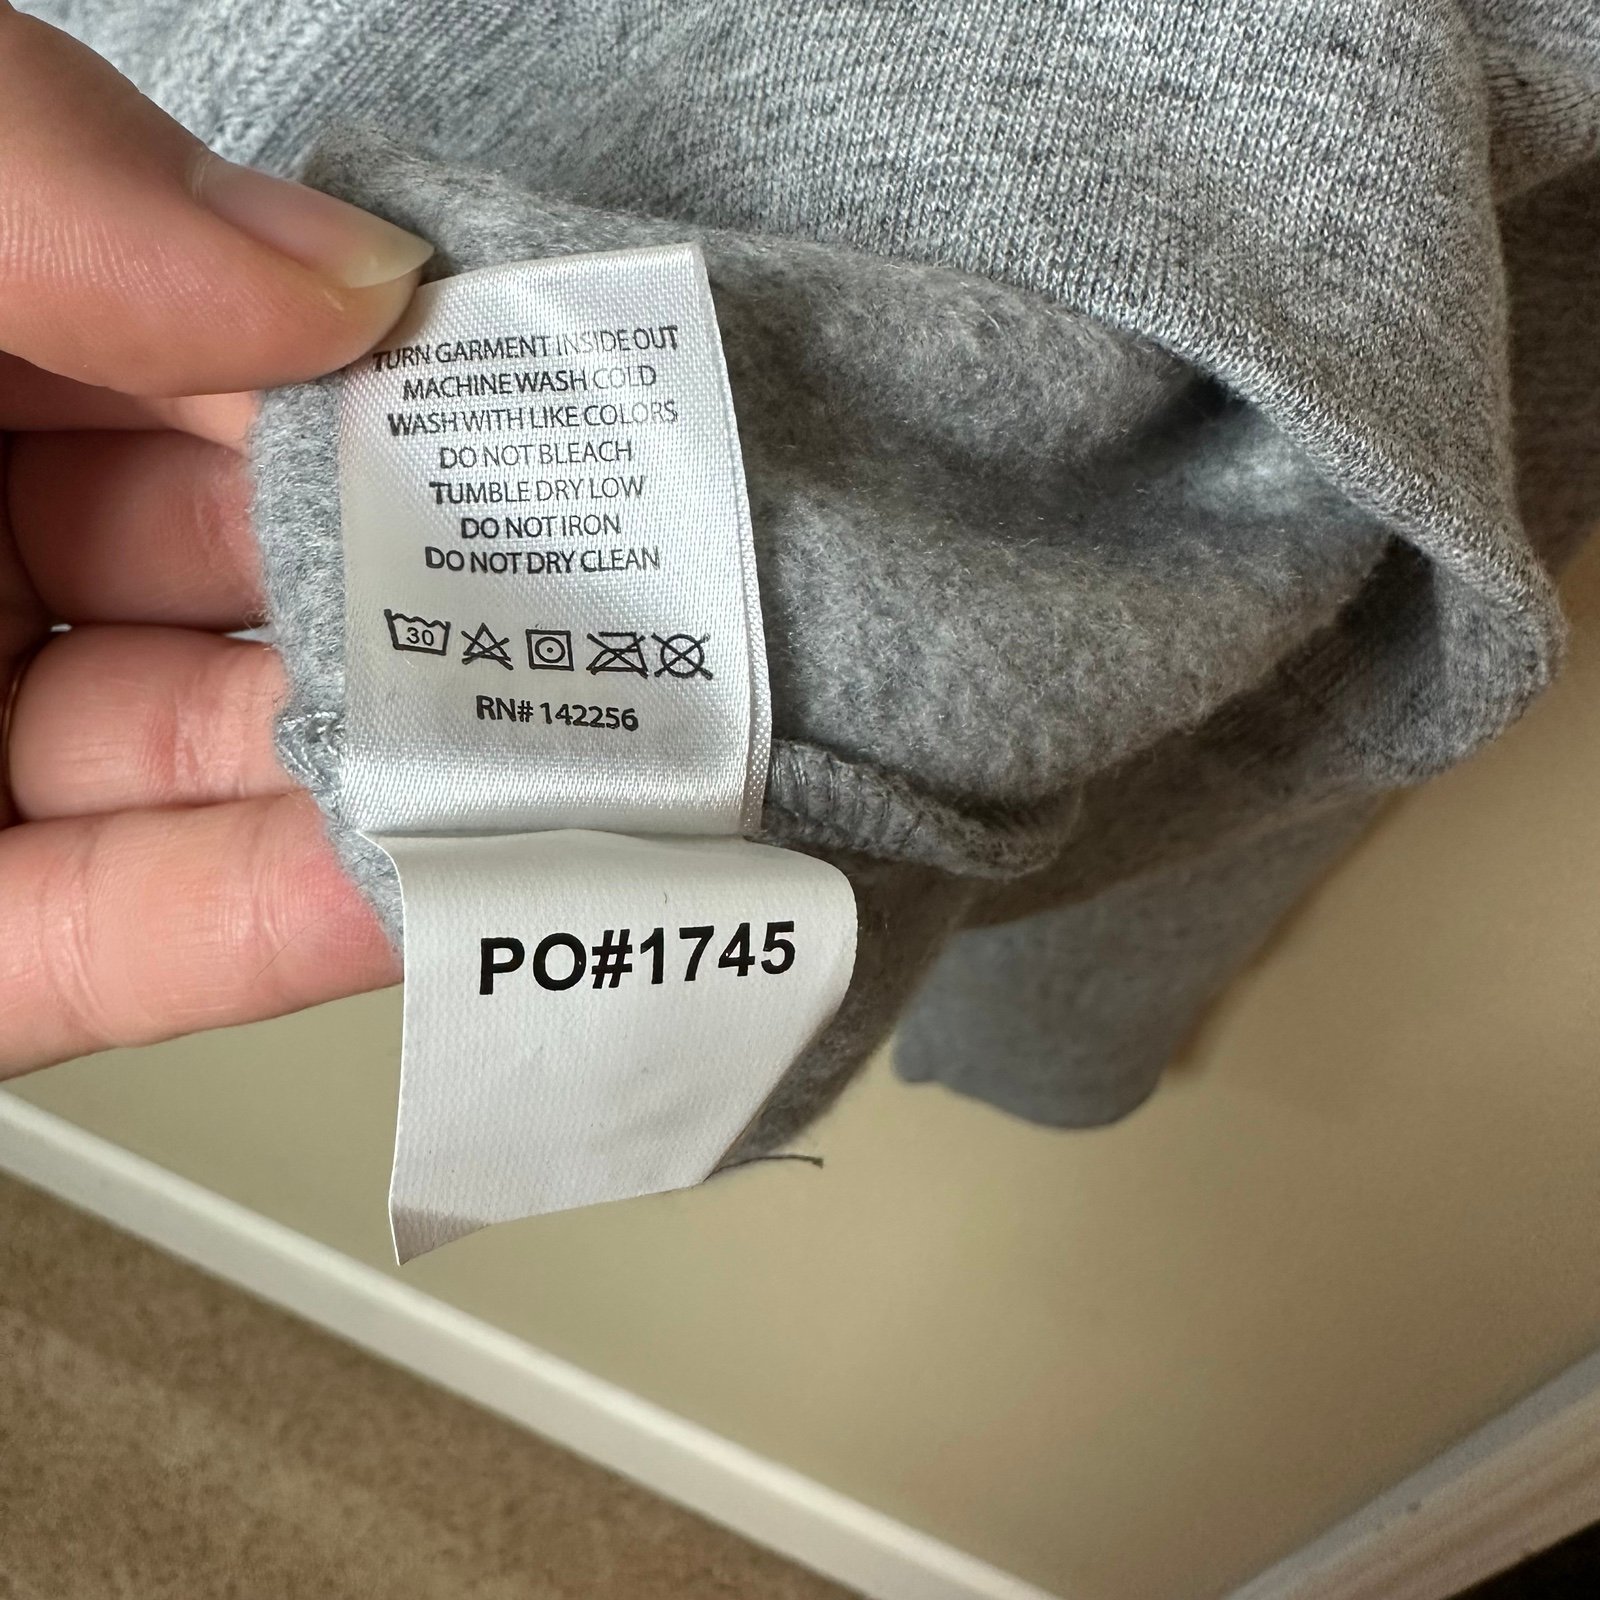 TURN GARMENT INSIDE OUT
MACHINE WASH COLD
WASH WITH LIKE COLORS
DO NOT BLEACH
TUMBLE DRY LOW
DO NOT IRON
DO NOT DRY CLEAN
30
RN# 142256
PO#1745